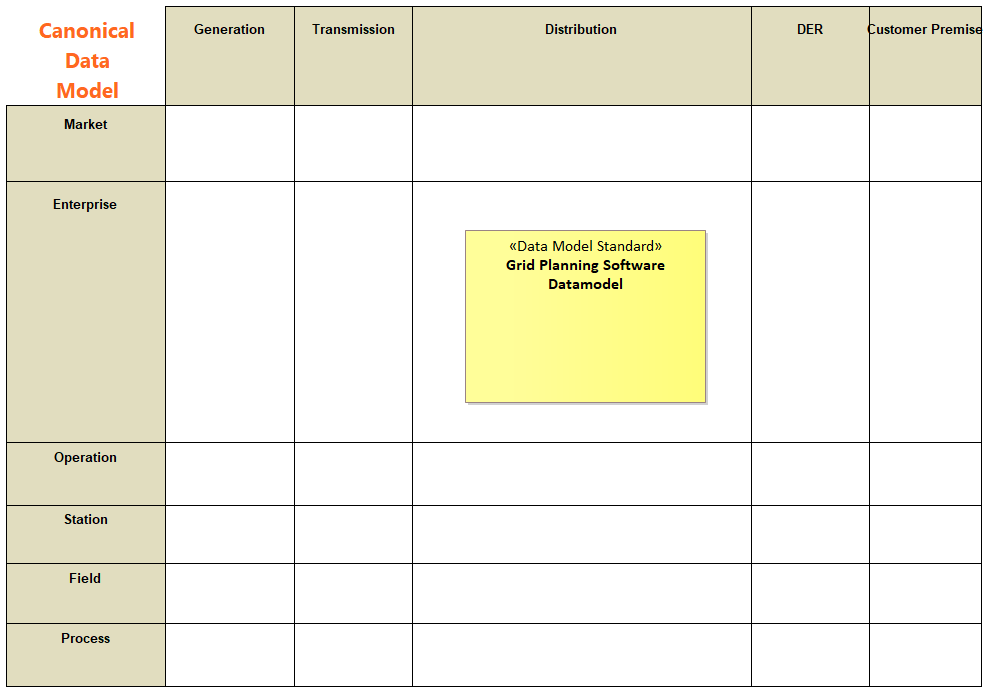 Canonical
Data
Model
Generation
Transmission
Distribution
DER
Customer Premise
Market
Enterprise
«Data Model Standard»
Grid Planning Software
Datamodel
Operation
Station
Field
Process